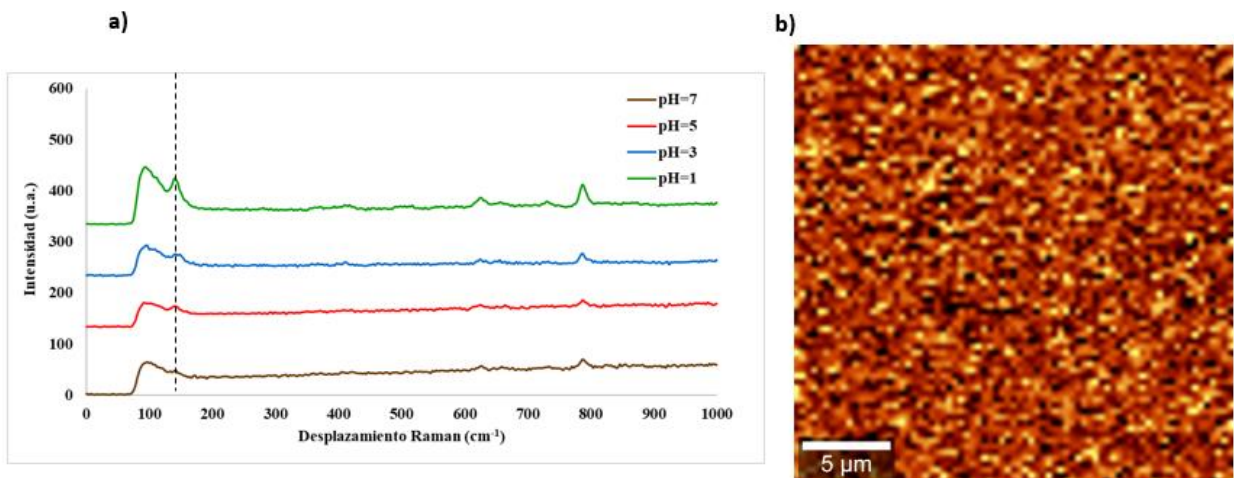 a)
b)
600
500
400
300
200
100
0
Intensidad (u.a.)
pH=7
pH=5
pH=3
pH=1
0 100 200 300 400 500 600 700 800 900 1000
Desplazamiento Raman (cm⁻¹)
5 µm